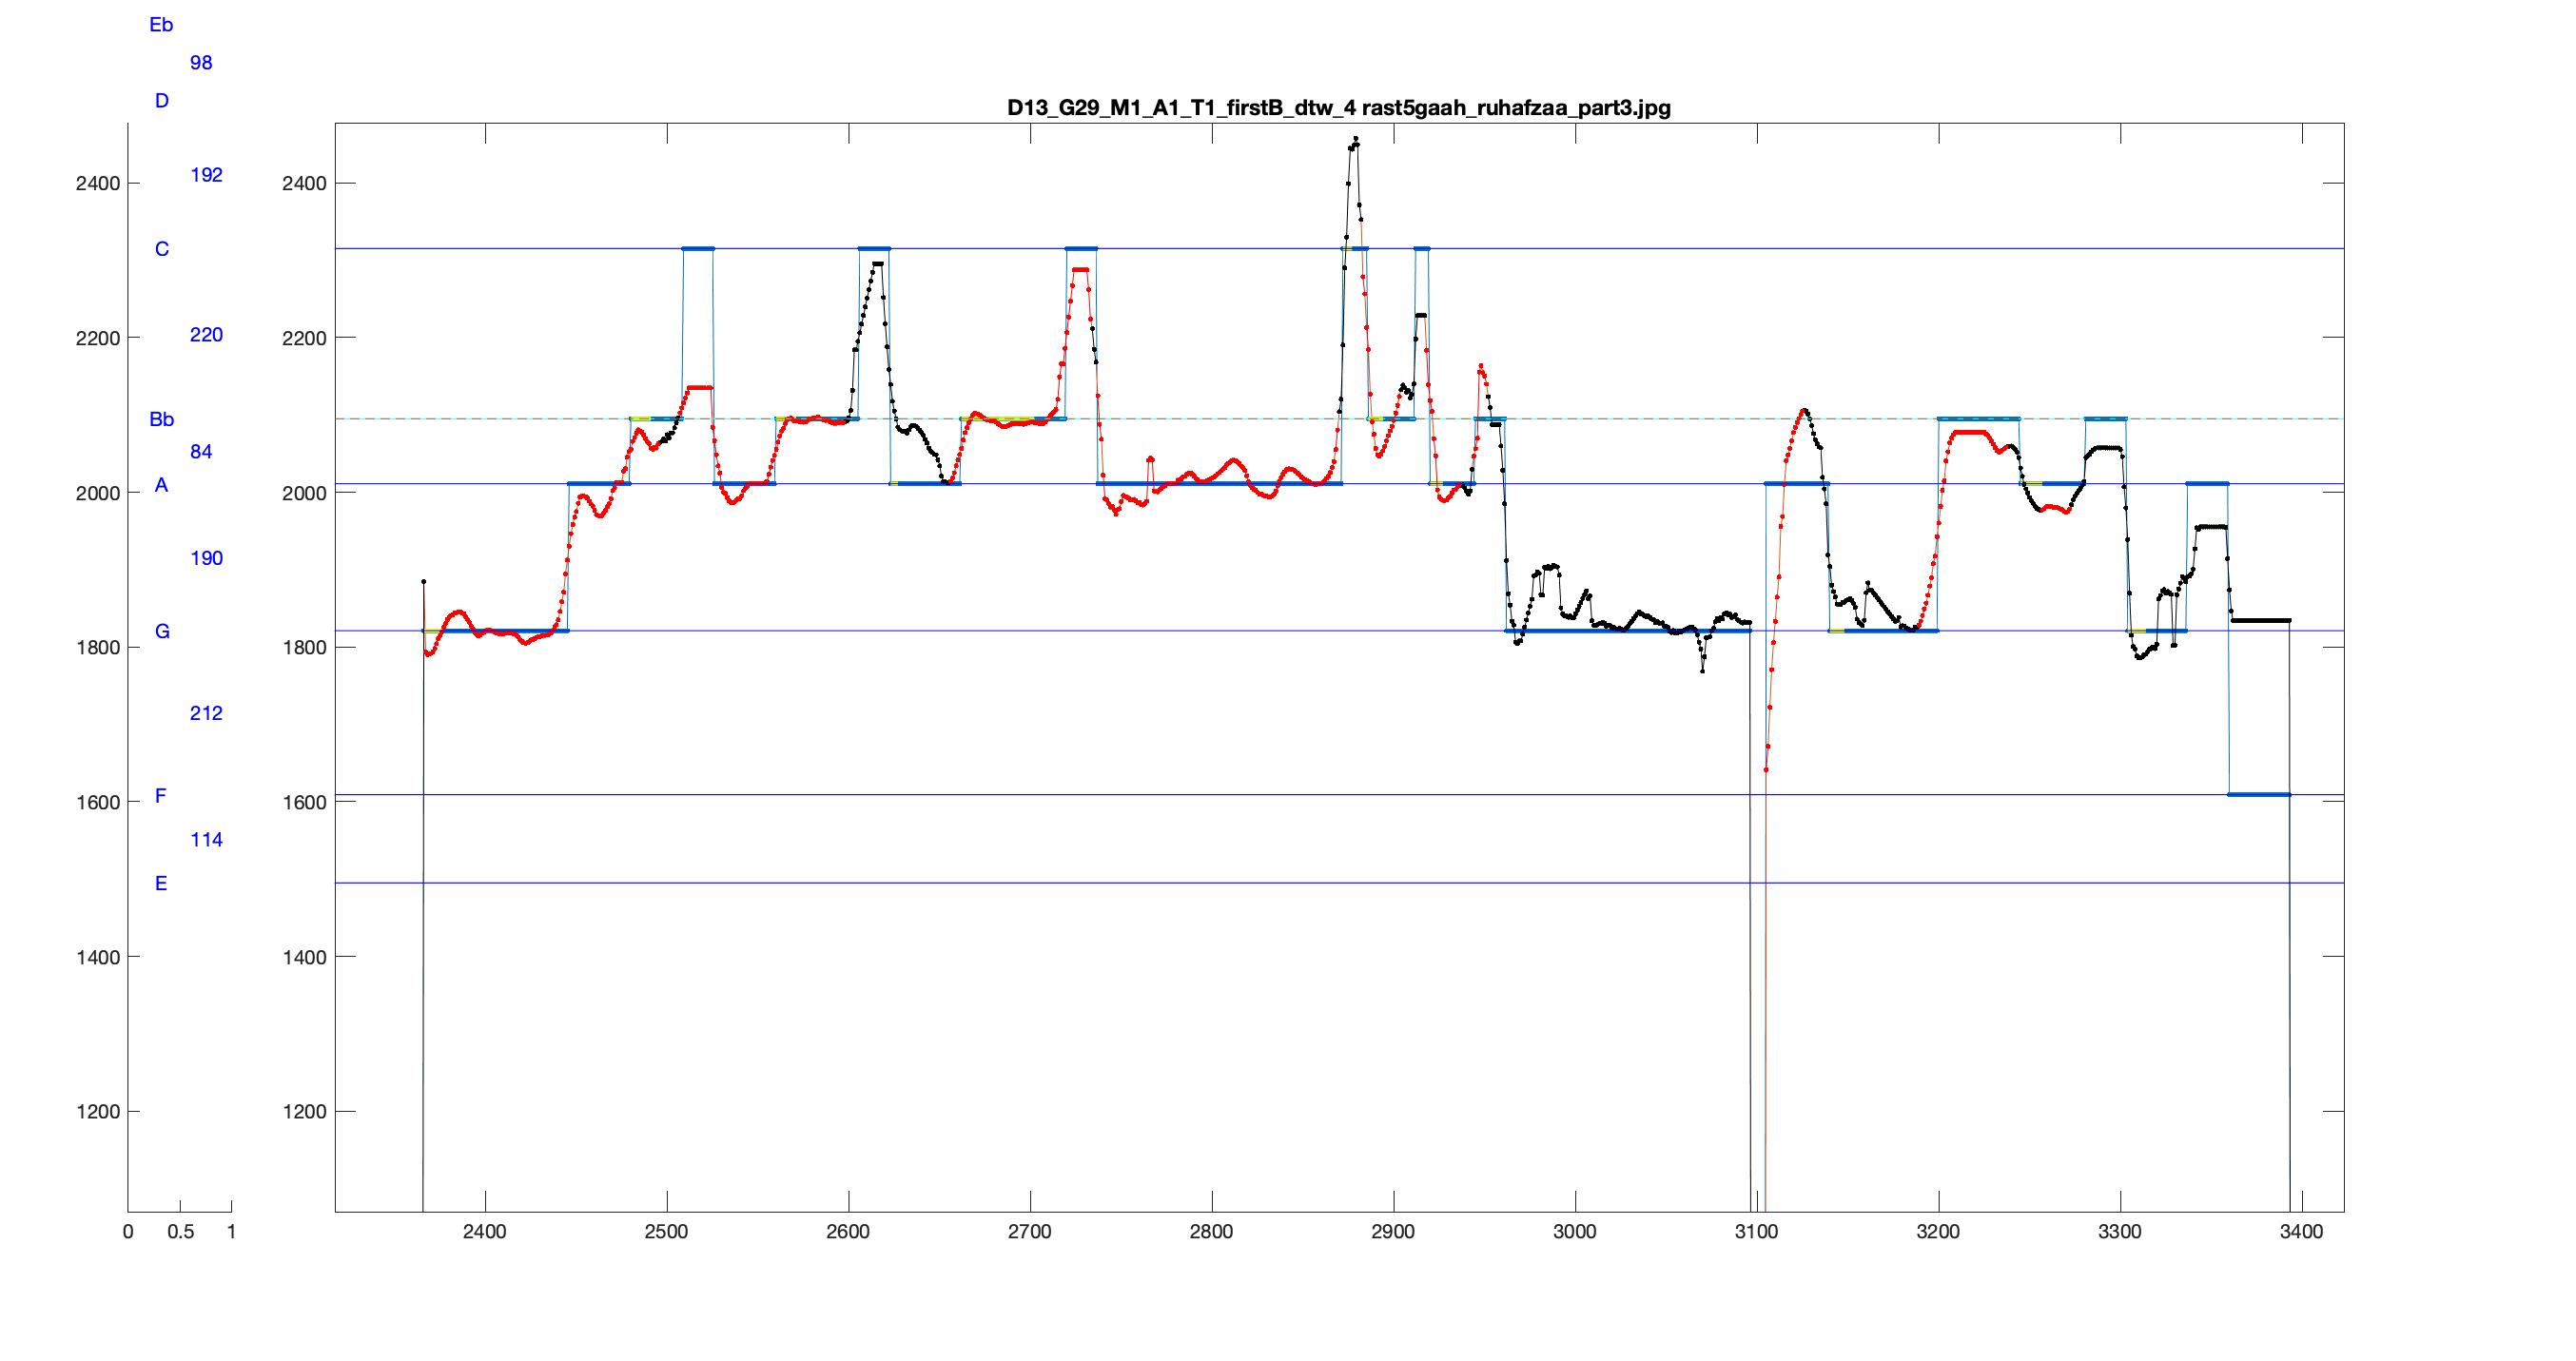 Eb
98
D
D13_G29_M1_A1_T1_firstB_dtw_4 rast5gaah_ruhafzaa_part3.jpg
192
2400 2400
C
220
2200 2200
Bb
84
A
2000 2000
190
G
1800 1800
212
F
1600 1600
114
E
1400 1400
1200 1200
0 0.5 1 2400 2500 2600 2700 2800 2900 3000 3100 3200 3300 3400